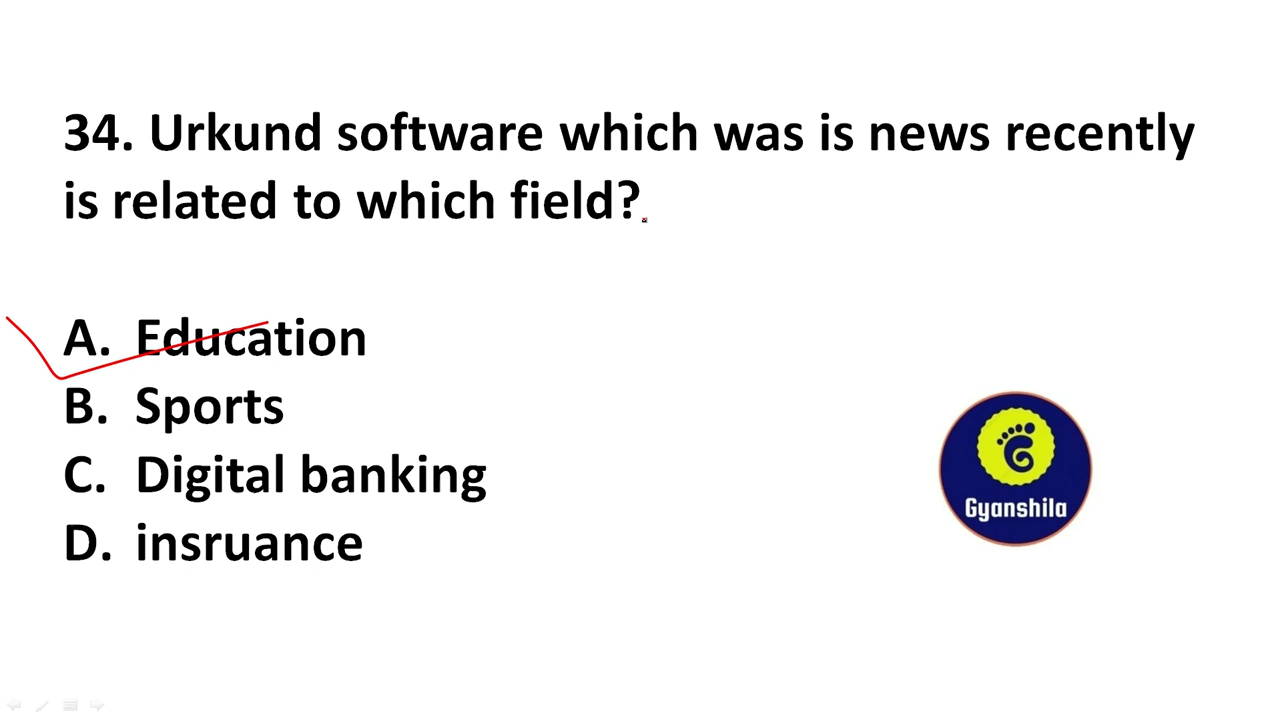 34. Urkund software which was is news recently
is related to which field?
A. Education
B. Sports
C. Digital banking
D. insruance
Gyanshila